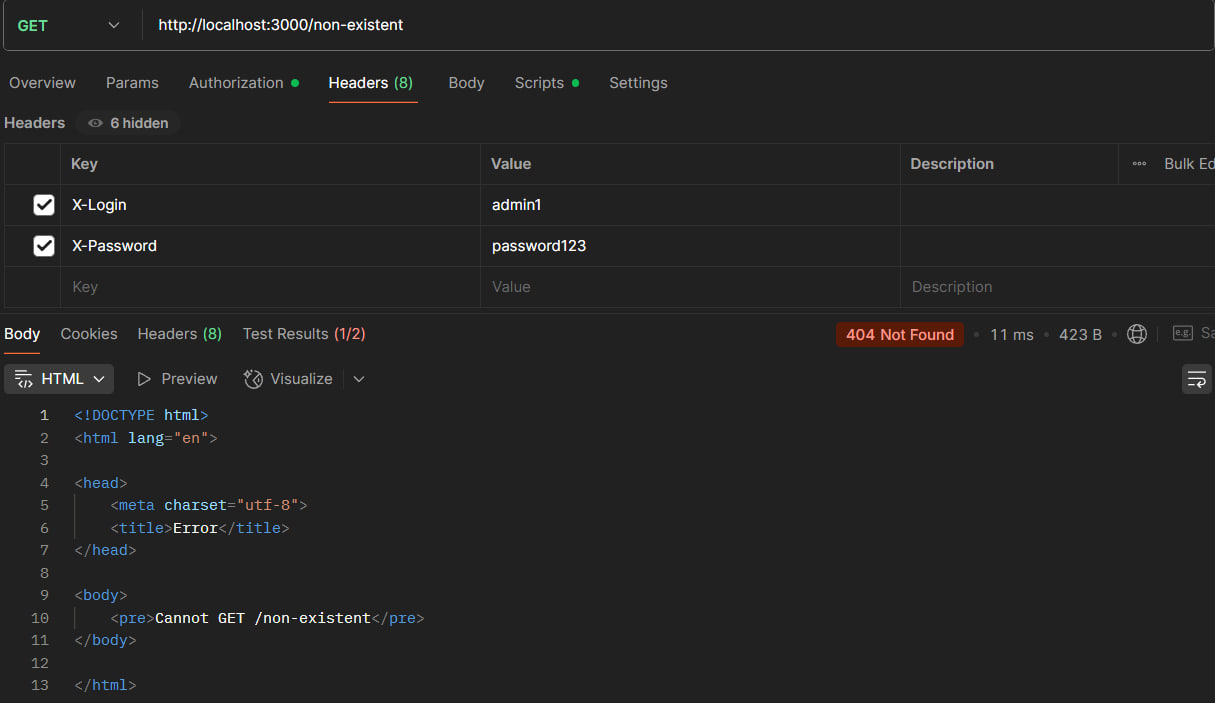 GET http://localhost:3000/non-existent
Overview Params Authorization Headers (8) Body Scripts Settings
Headers 6 hidden
Key Value Description Bulk Ed
X-Login admin1
X-Password password123
Key Value Description
Body Cookies Headers (8) Test Results (1/2) 404 Not Found 11 ms 423 B e.g. Sa
HTML Preview Visualize
1 <!DOCTYPE html>
2 <html lang="en">
3
4 <head>
5 <meta charset="utf-8">
6 <title>Error</title>
7 </head>
8
9 <body>
10 <pre>Cannot GET /non-existent</pre>
11 </body>
12
13 </html>